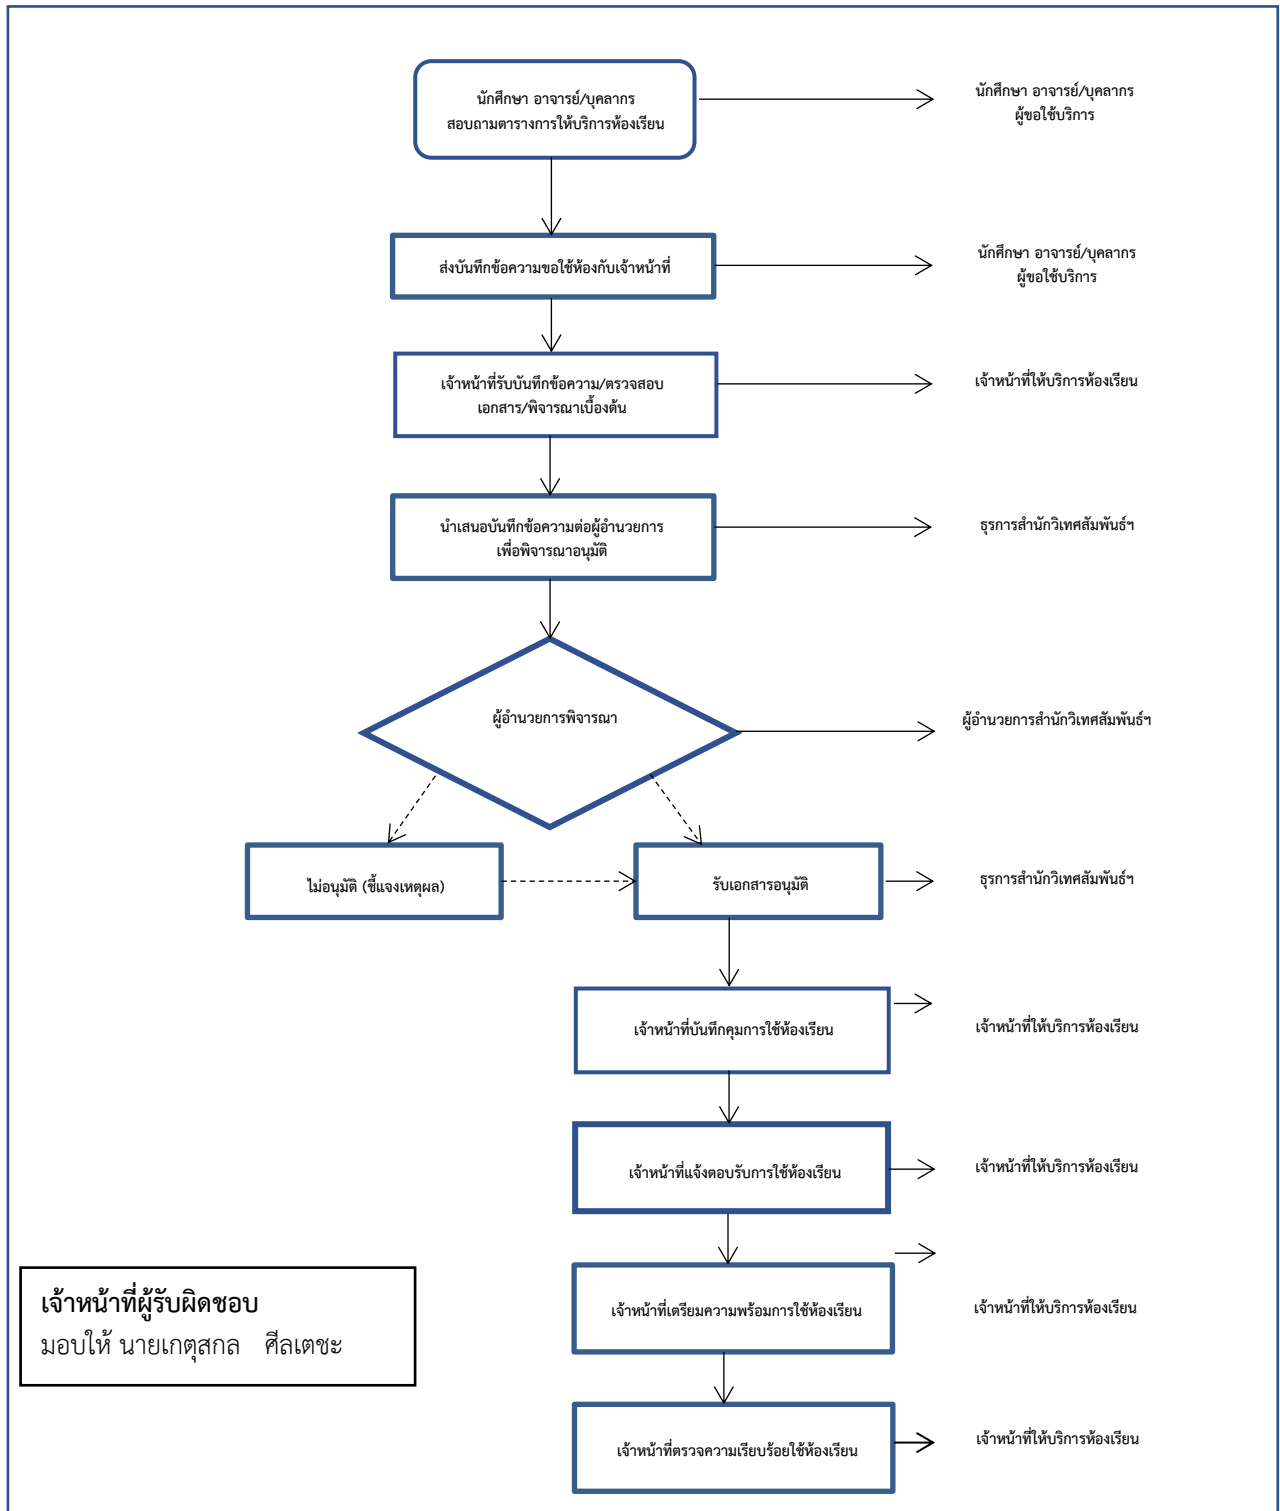 นักศึกษา อาจารย์/บุคลากร
สอบถามตารางการให้บริการห้องเรียน
นักศึกษา อาจารย์/บุคลากร
ผู้ขอใช้บริการ
ส่งบันทึกข้อความขอใช้ห้องกับเจ้าหน้าที่
นักศึกษา อาจารย์/บุคลากร
ผู้ขอใช้บริการ
เจ้าหน้าที่รับบันทึกข้อความ/ตรวจสอบ
เอกสาร/พิจารณาเบื้องต้น
เจ้าหน้าที่ให้บริการห้องเรียน
นำเสนอบันทึกข้อความต่อผู้อำนวยการ
เพื่อพิจารณาอนุมัติ
ธุรการสำนักวิเทศสัมพันธ์ฯ
ผู้อำนวยการพิจารณา
ผู้อำนวยการสำนักวิเทศสัมพันธ์ฯ
ไม่อนุมัติ (ชี้แจงเหตุผล)
รับเอกสารอนุมัติ
ธุรการสำนักวิเทศสัมพันธ์ฯ
เจ้าหน้าที่บันทึกคุมการใช้ห้องเรียน
เจ้าหน้าที่ให้บริการห้องเรียน
เจ้าหน้าที่แจ้งตอบรับการใช้ห้องเรียน
เจ้าหน้าที่ให้บริการห้องเรียน
เจ้าหน้าที่เตรียมความพร้อมการใช้ห้องเรียน
เจ้าหน้าที่ให้บริการห้องเรียน
เจ้าหน้าที่ผู้รับผิดชอบ
มอบให้ นายเกตุสกล ศีลเตชะ
เจ้าหน้าที่ตรวจความเรียบร้อยใช้ห้องเรียน
เจ้าหน้าที่ให้บริการห้องเรียน